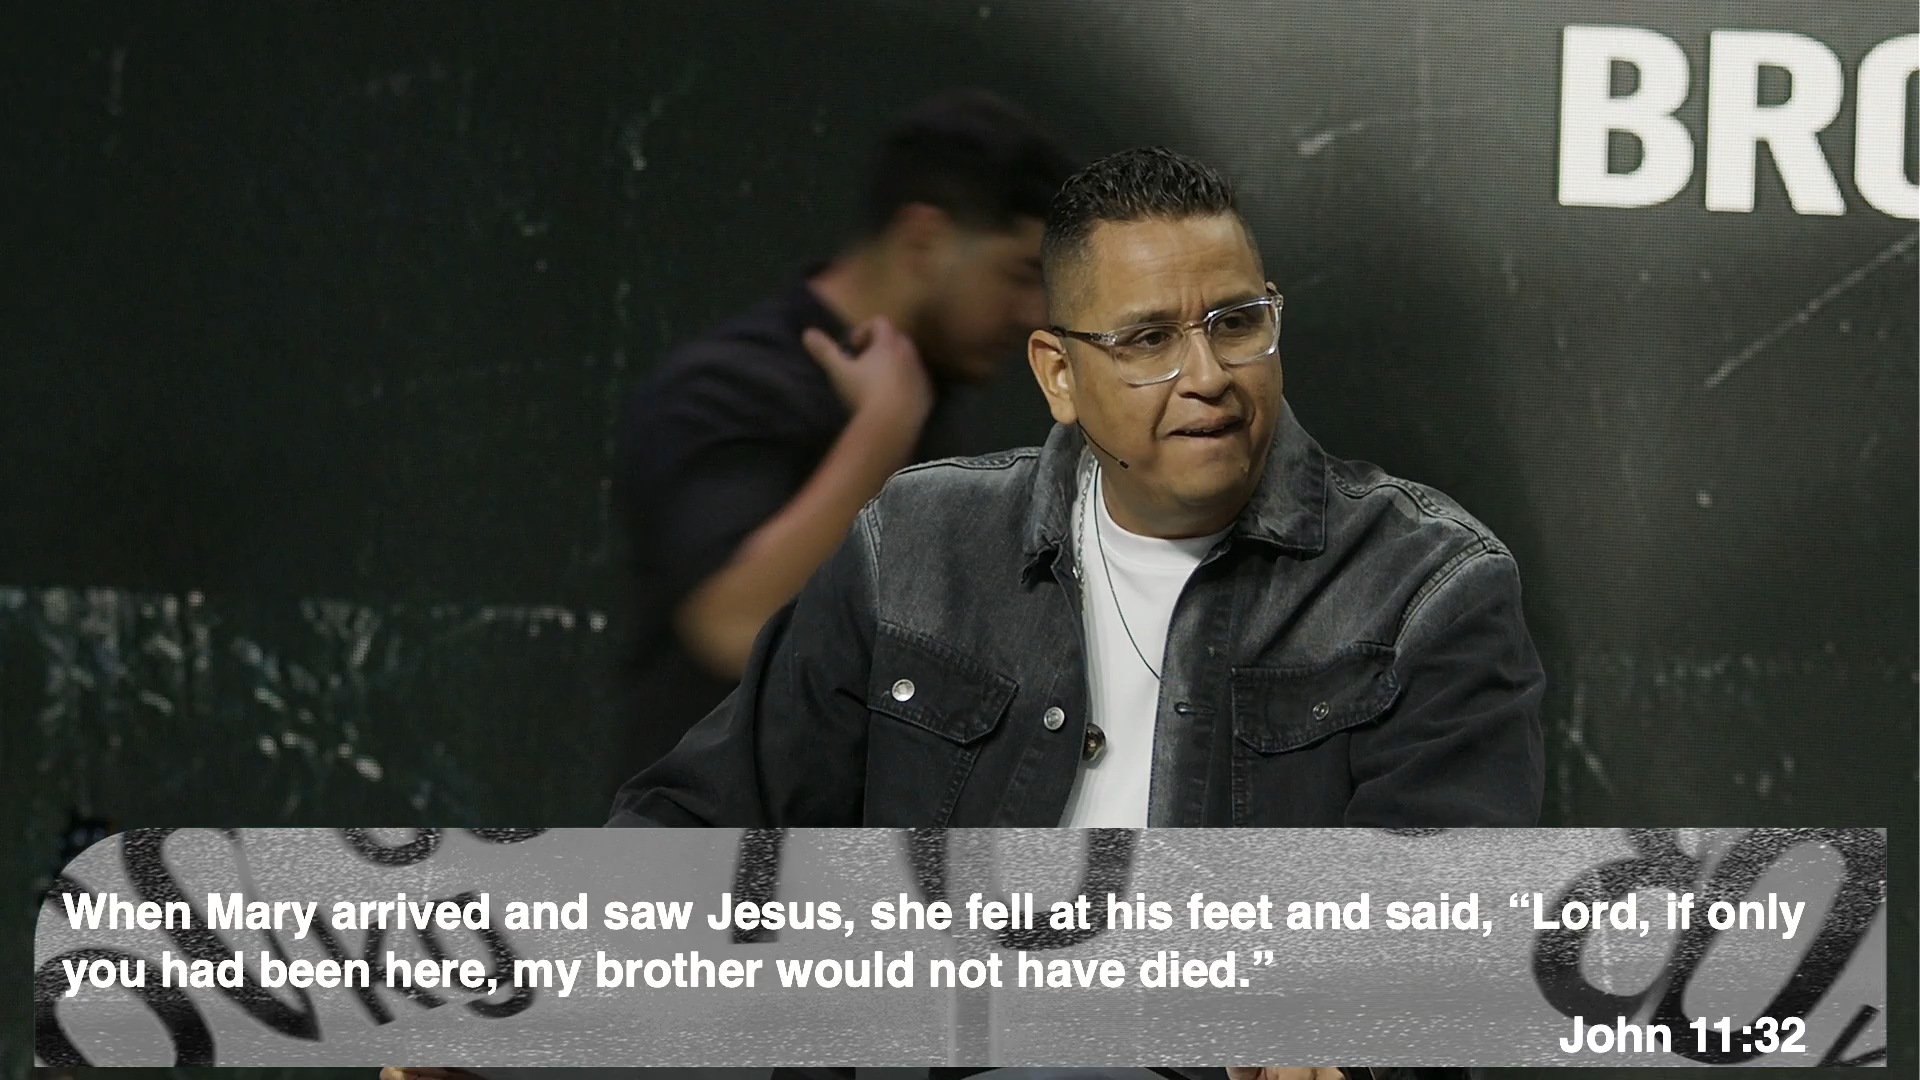 BRO
When Mary arrived and saw Jesus, she fell at his feet and said, “Lord, if only
you had been here, my brother would not have died.”
John 11:32